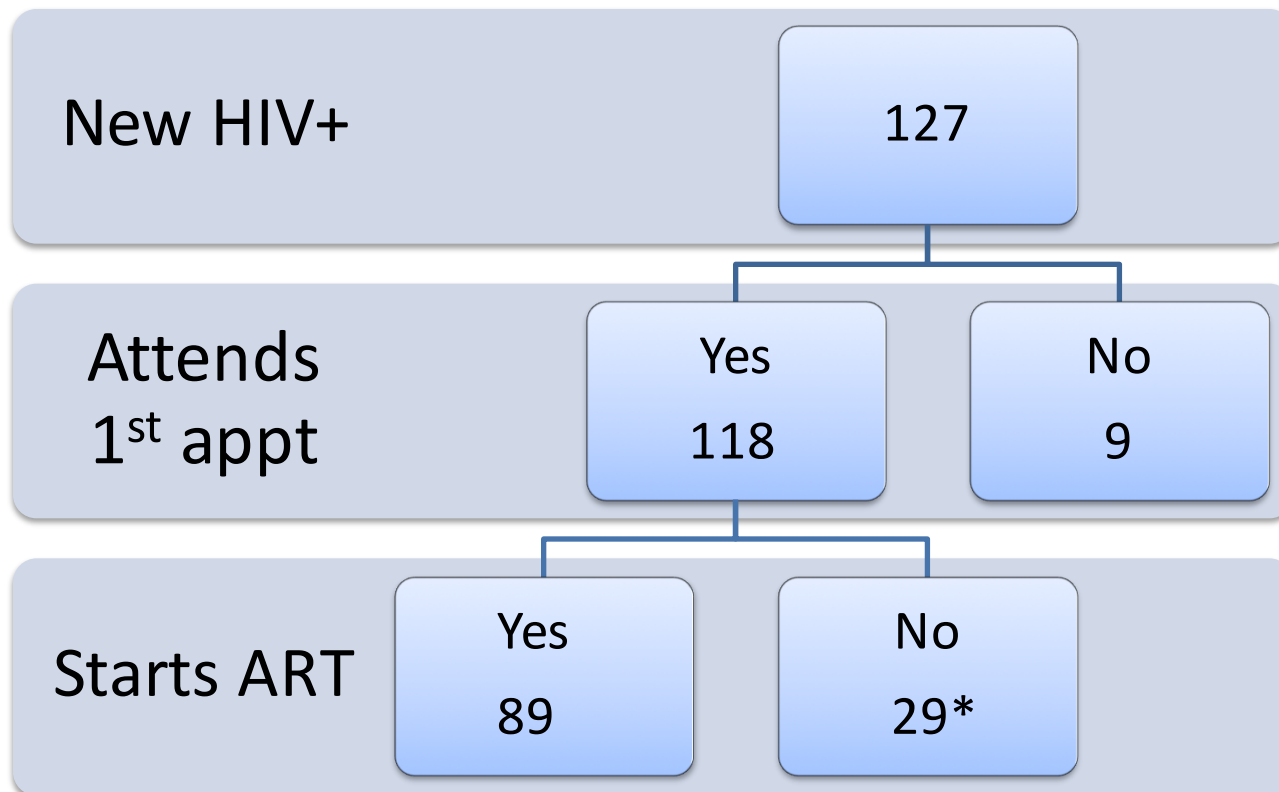 New HIV+
127
Attends
1st appt
Yes
118
No
9
Starts ART
Yes
89
No
29*